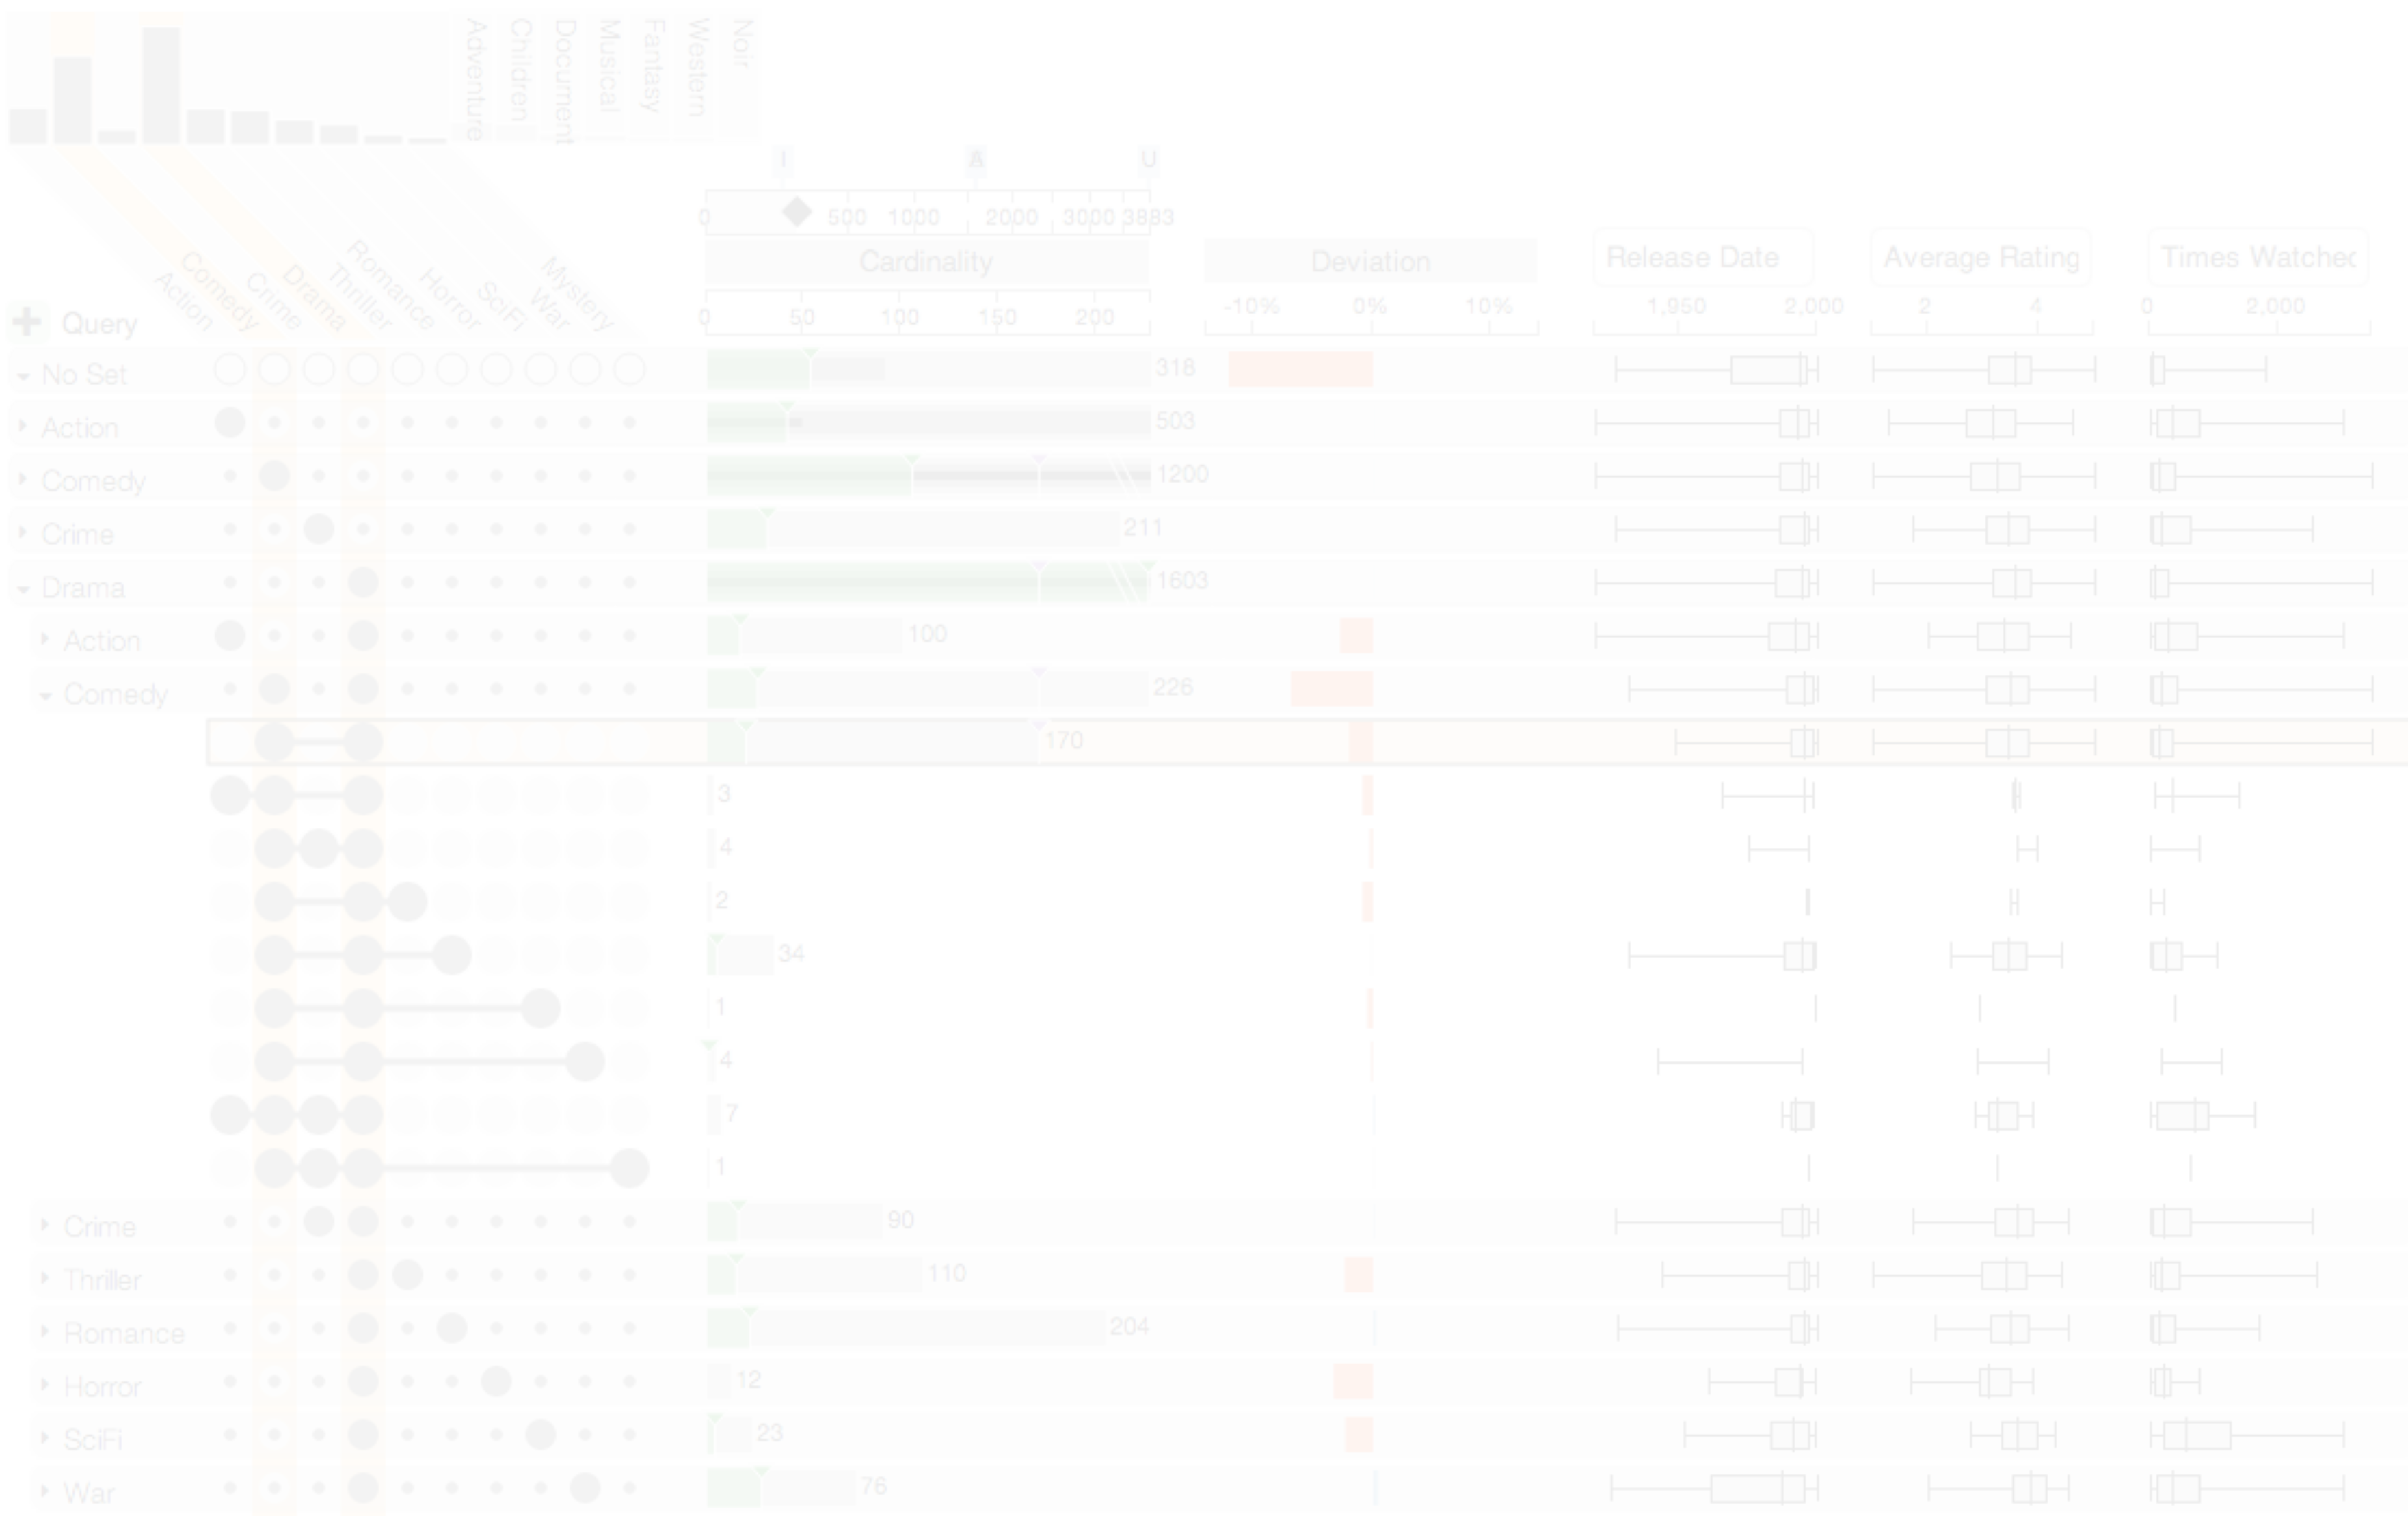 Adventure
Children
Document
Musical
Fantasy
Western
Noir
I A U
0 500 1000 2000 3000 3883
Cardinality Deviation Release Date Average Rating Times Watched
Action
Comedy
Crime
Drama
Thriller
Romance
Horror
SciFi
War
Mystery
Query 0 50 100 150 200 -10% 0% 10% 1,950 2,000 2 4 0 2,000
No Set 318
Action 503
Comedy 1200
Crime 211
Drama 1603
Action 100
Comedy 226
170
3
4
2
34
1
4
7
1
Crime 90
Thriller 110
Romance 204
Horror 12
SciFi 23
War 76